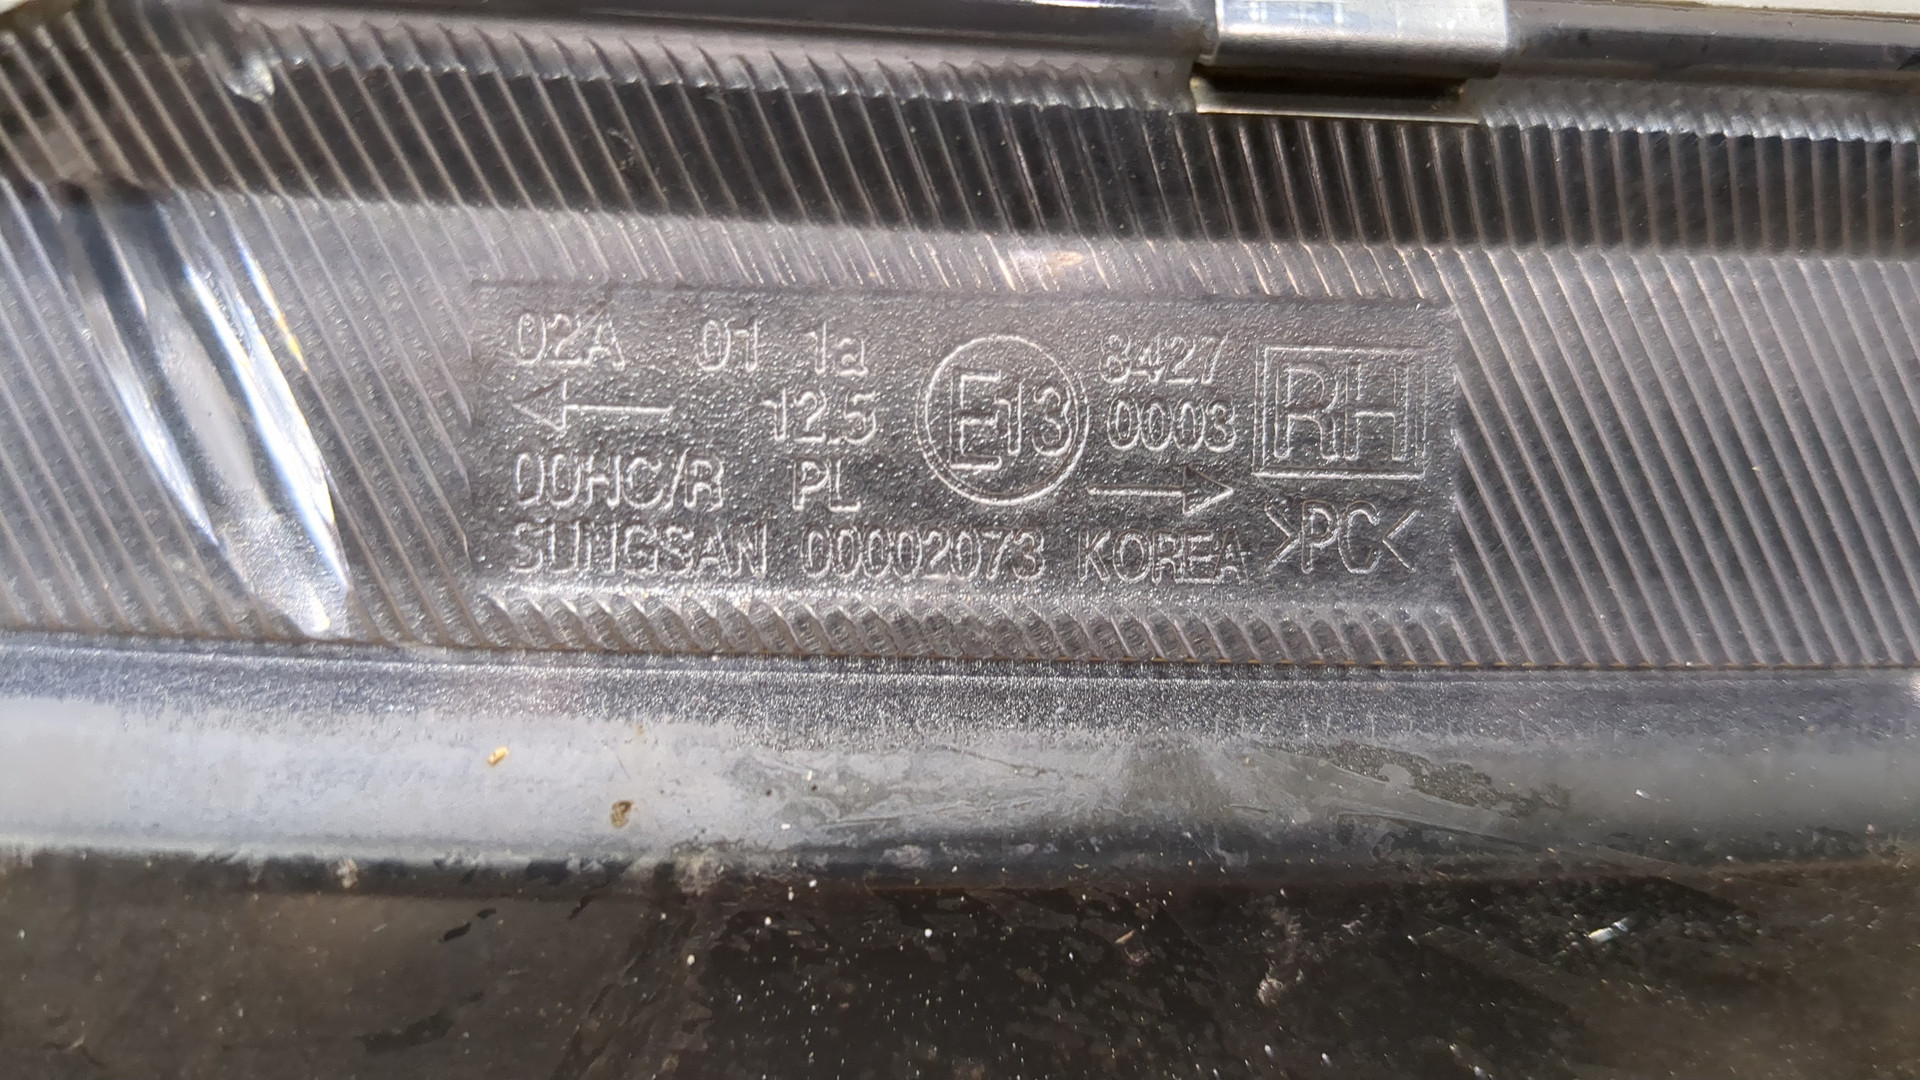 02A 01 1a E13 8427 RH
← 12.5 0003
00HC/R PL →
SUNGSAN 00002073 KOREA >PC<